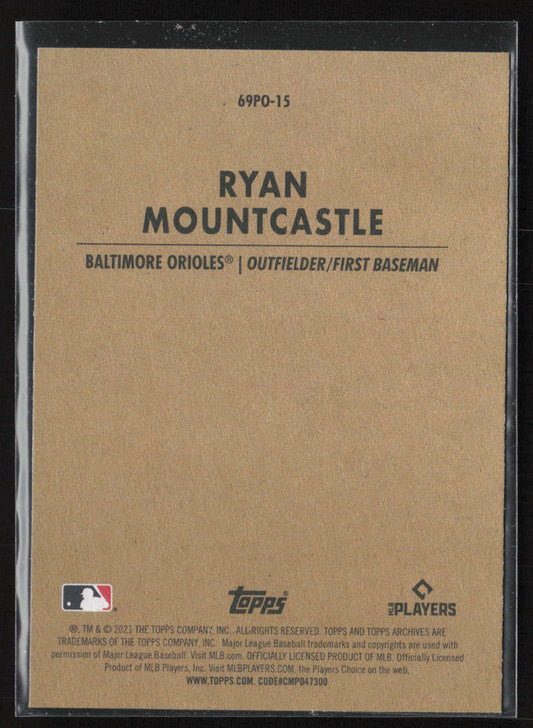 69PO-15
RYAN
MOUNTCASTLE
BALTIMORE ORIOLES® | OUTFIELDER/FIRST BASEMAN
topps
MLB PLAYERS
®, TM & © 2021 THE TOPPS COMPANY, INC. ALL RIGHTS RESERVED. TOPPS AND TOPPS ARCHIVES ARE
TRADEMARKS OF THE TOPPS COMPANY, INC. Major League Baseball trademarks and copyrights are used with
permission of Major League Baseball. Visit MLB.com. OFFICIALLY LICENSED PRODUCT OF MLB. Officially Licensed
Product of MLB Players, Inc. Visit MLBPLAYERS.COM, the Players Choice on the web.
WWW.TOPPS.COM. CODE#CMP047300